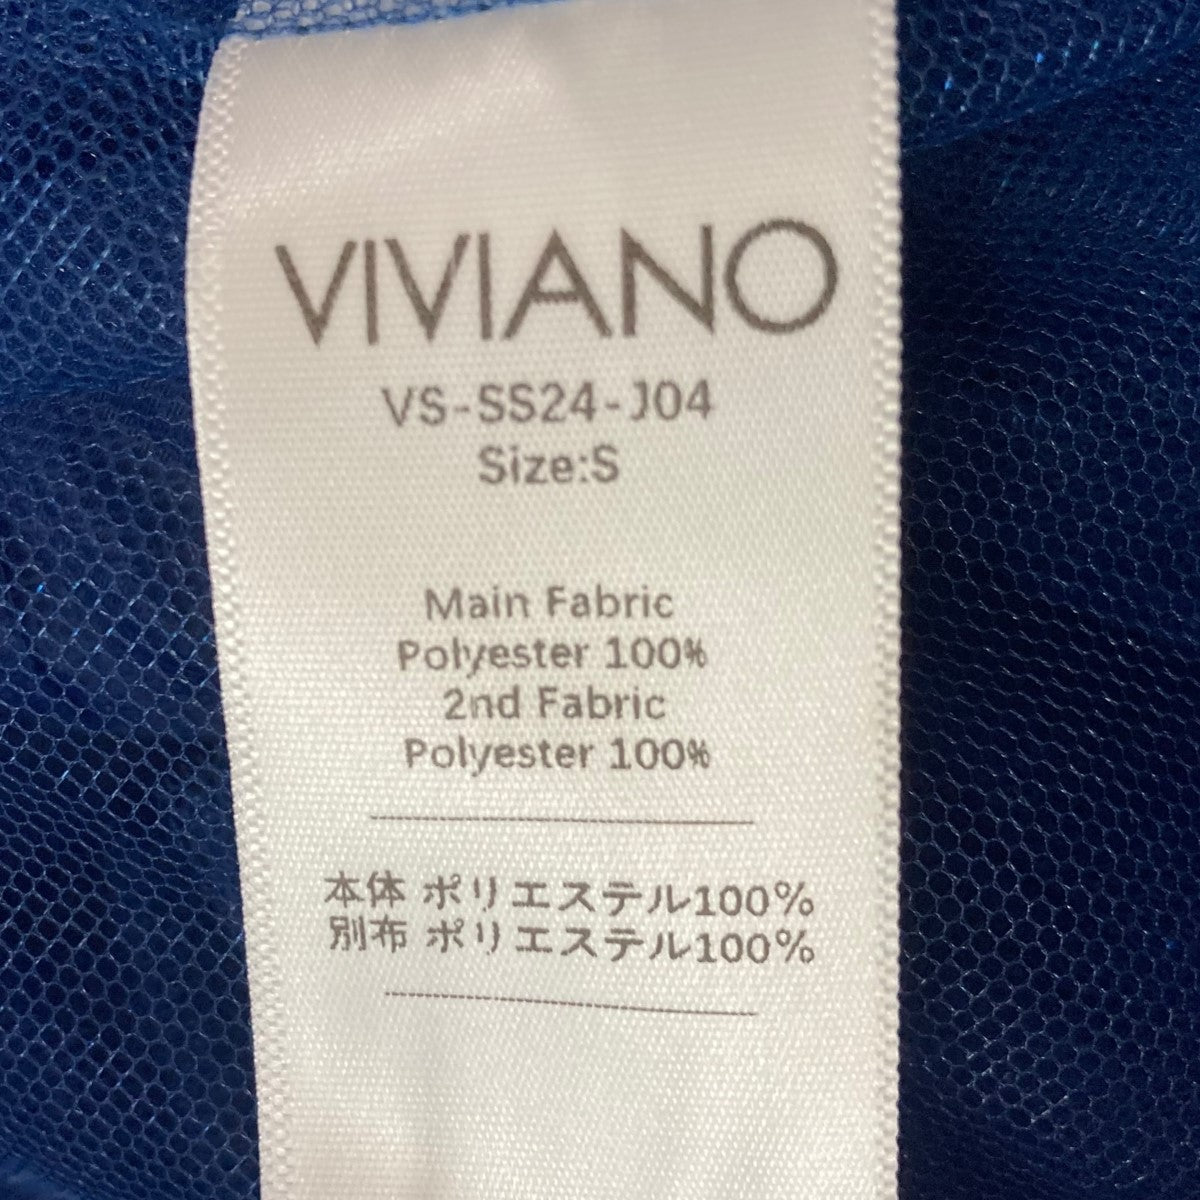 VIVIANO
VS-SS24-J04
Size:S
Main Fabric
Polyester 100%
2nd Fabric
Polyester 100%
本体 ポリエステル100%
別布 ポリエステル100%